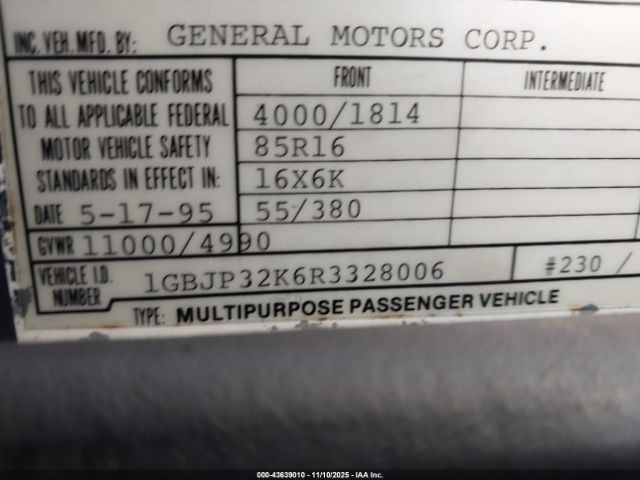 INC. VEH. MFD. BY: GENERAL MOTORS CORP.
THIS VEHICLE CONFORMS
TO ALL APPLICABLE FEDERAL
MOTOR VEHICLE SAFETY
STANDARDS IN EFFECT IN:
DATE 5-17-95
FRONT
4000/1814
85R16
16X6K
55/380
INTERMEDIATE
GVWR 11000/4990
VEHICLE I.D.
NUMBER
1GBJP32K6R3328006
#230 /
TYPE: MULTIPURPOSE PASSENGER VEHICLE
000-43639010 - 11/10/2025 - IAA Inc.